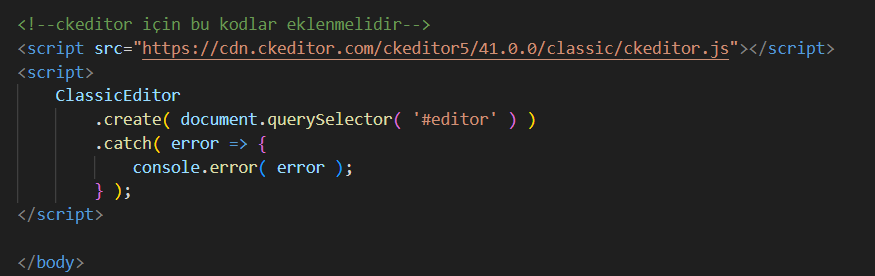 <!--ckeditor için bu kodlar eklenmelidir-->
<script src="https://cdn.ckeditor.com/ckeditor5/41.0.0/classic/ckeditor.js"></script>
<script>
    ClassicEditor
        .create( document.querySelector( '#editor' ) )
        .catch( error => {
            console.error( error );
        } );
</script>
</body>